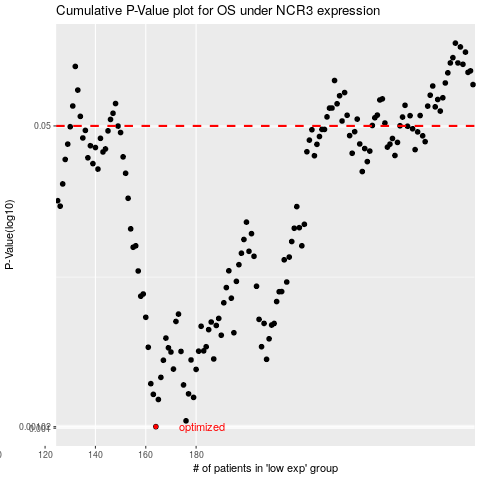 Cumulative P-Value plot for OS under NCR3 expression
P-Value(log10)
0.05
optimized
0 120 140 160 180
# of patients in 'low exp' group